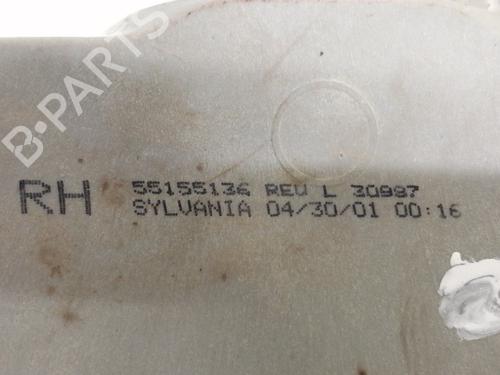 B-PARTS
55155136 REV L 30997
RH
SYLVANIA 04/30/01 00:16